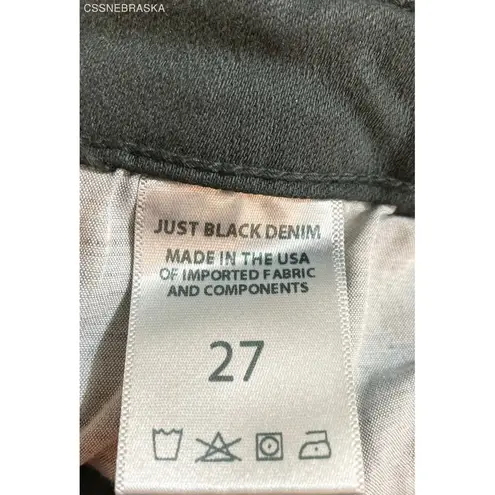 CSSNEBRASKA
JUST BLACK DENIM
MADE IN THE USA
OF IMPORTED FABRIC
AND COMPONENTS
27